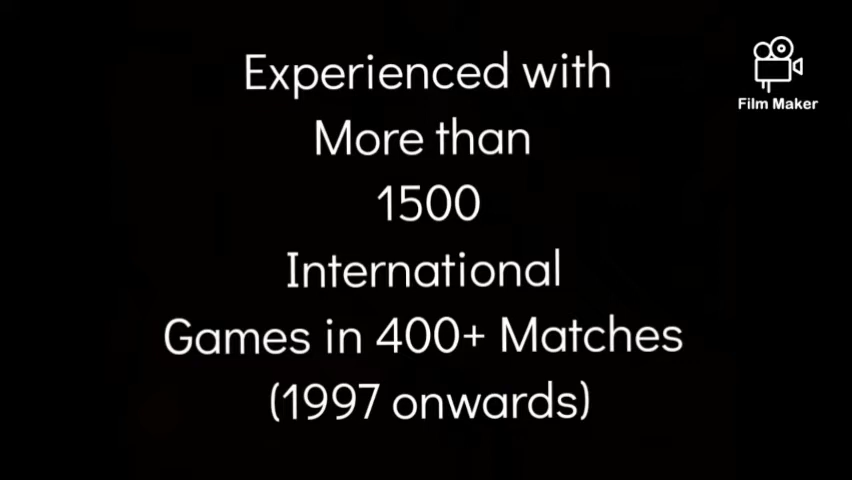 Experienced with
More than
1500
International
Games in 400+ Matches
(1997 onwards)
Film Maker